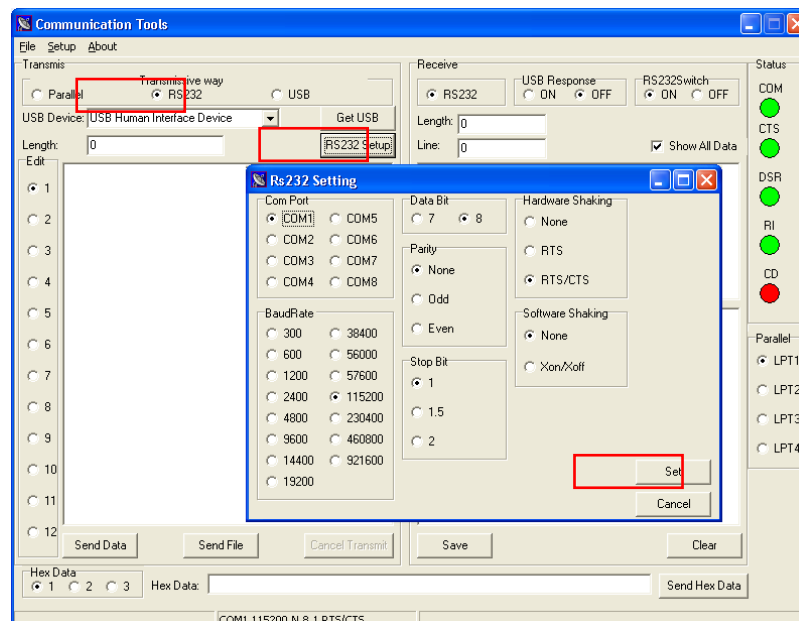 Communication Tools
File Setup About
Transmis
Transmissive way
Parallel RS232 USB
USB Device: USB Human Interface Device Get USB
Length: 0 RS232 Setup
Edit
1
2
3
4
5
6
7
8
9
10
11
12
Send Data Send File Cancel Transmit
Receive
RS232
USB Response
ON OFF
RS232Switch
ON OFF
Length: 0
Line: 0 Show All Data
Save Clear
Status
COM
CTS
DSR
RI
CD
Parallel
LPT1
LPT2
LPT3
LPT4
Rs232 Setting
Com Port
COM1 COM5
COM2 COM6
COM3 COM7
COM4 COM8
BaudRate
300 38400
600 56000
1200 57600
2400 115200
4800 230400
9600 460800
14400 921600
19200
Data Bit
7 8
Parity
None
Odd
Even
Stop Bit
1
1.5
2
Hardware Shaking
None
RTS
RTS/CTS
Software Shaking
None
Xon/Xoff
Set
Cancel
Hex Data
1 2 3 Hex Data: Send Hex Data
COM1,115200,N,8,1,RTS/CTS